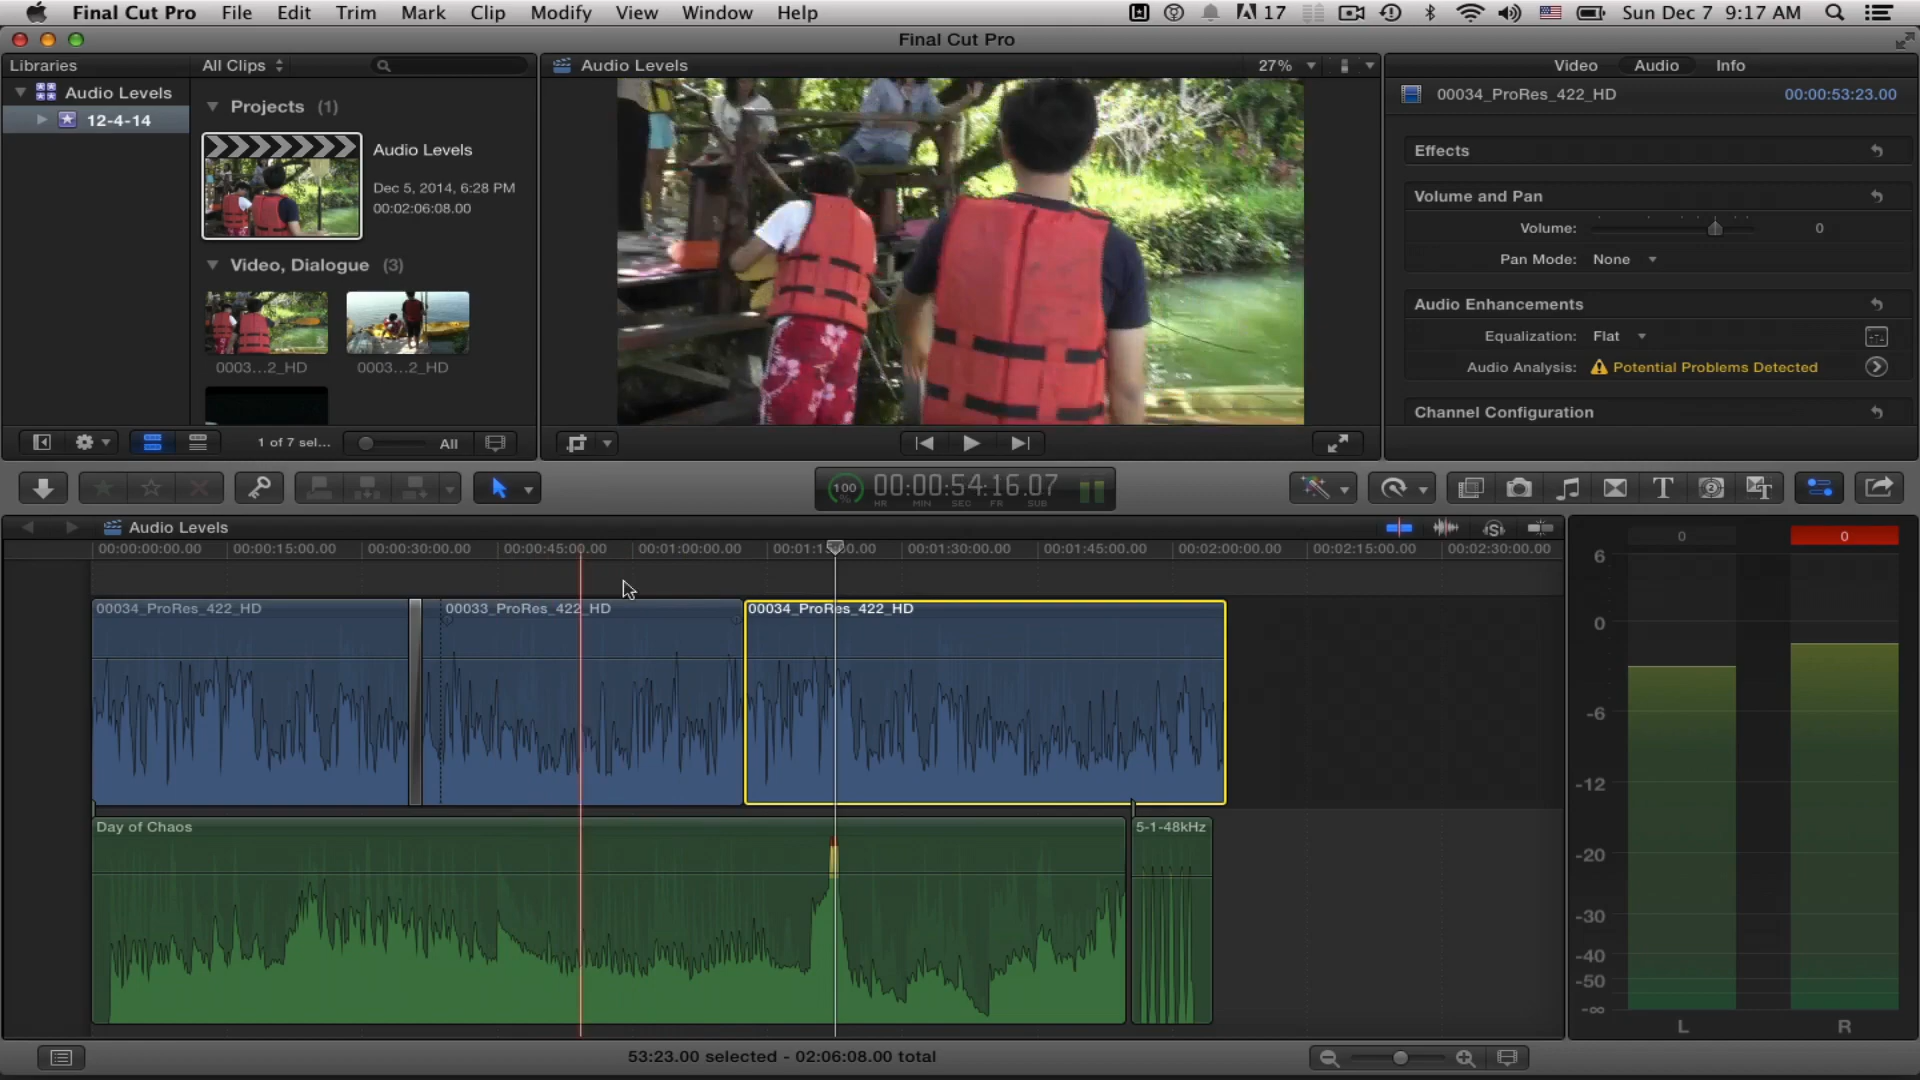 Final Cut Pro File Edit Trim Mark Clip Modify View Window Help 17 Sun Dec 7 9:17 AM
Final Cut Pro
Libraries All Clips Audio Levels 27% Video Audio Info
Audio Levels
12-4-14
Projects (1)
Audio Levels
Dec 5, 2014, 6:28 PM
00:02:06:08.00
Video, Dialogue (3)
0003...2_HD 0003...2_HD
00034_ProRes_422_HD 00:00:53:23.00
Effects
Volume and Pan
Volume: 0
Pan Mode: None
Audio Enhancements
Equalization: Flat
Audio Analysis: Potential Problems Detected
Channel Configuration
1 of 7 sel... All
100 % 00:00:54:16.07
HR MIN SEC FR SUB
Audio Levels
00:00:00:00.00 00:00:15:00.00 00:00:30:00.00 00:00:45:00.00 00:01:00:00.00 00:01:15:00.00 00:01:30:00.00 00:01:45:00.00 00:02:00:00.00 00:02:15:00.00 00:02:30:00.00
00034_ProRes_422_HD 00033_ProRes_422_HD 00034_ProRes_422_HD
Day of Chaos 5-1-48kHz
0 0
6
0
-6
-12
-20
-30
-40
-50
-∞
L R
53:23.00 selected - 02:06:08.00 total